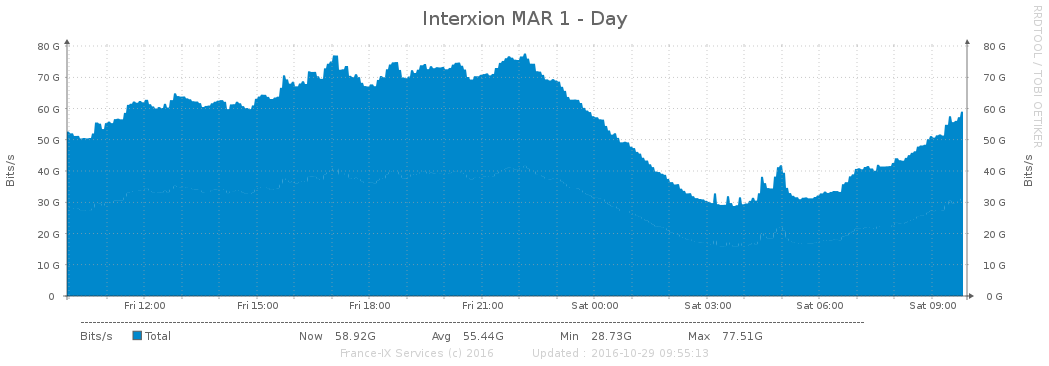 Interxion MAR 1 - Day
RRDTOOL / TOBI OETIKER
Bits/s
Bits/s
80 G
80 G
70 G
70 G
60 G
60 G
50 G
50 G
40 G
40 G
30 G
30 G
20 G
20 G
10 G
10 G
0
0 G
Fri 12:00 Fri 15:00 Fri 18:00 Fri 21:00 Sat 00:00 Sat 03:00 Sat 06:00 Sat 09:00
Bits/s Total Now 58.92G Avg 55.44G Min 28.73G Max 77.51G
France-IX Services (c) 2016 Updated : 2016-10-29 09:55:13